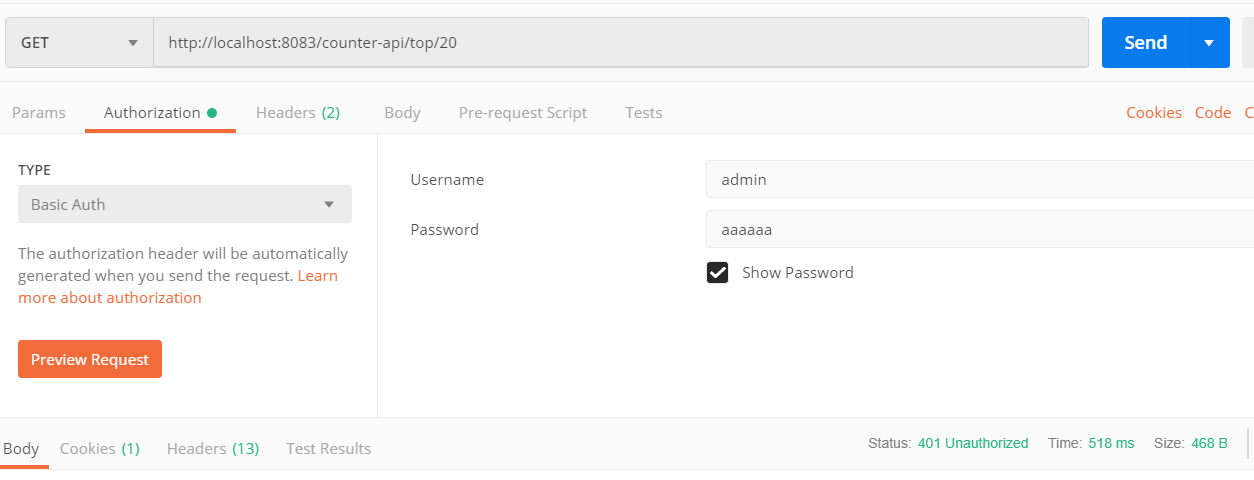 GET http://localhost:8083/counter-api/top/20 Send
Params Authorization Headers (2) Body Pre-request Script Tests Cookies Code C
TYPE
Basic Auth
The authorization header will be automatically
generated when you send the request. Learn
more about authorization
Preview Request
Username admin
Password aaaaaa
Show Password
Body Cookies (1) Headers (13) Test Results Status: 401 Unauthorized Time: 518 ms Size: 468 B